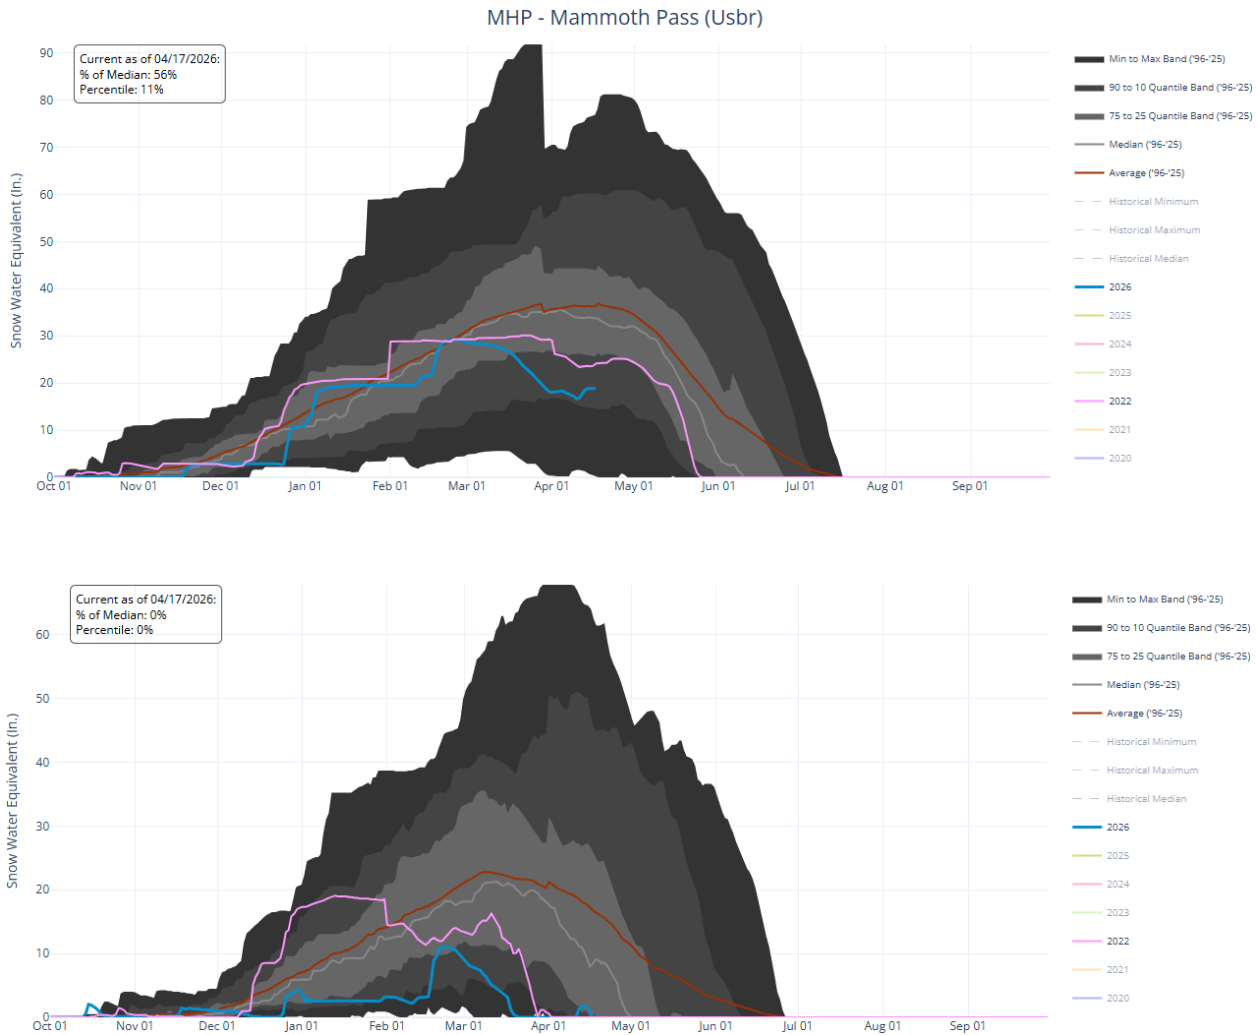 MHP - Mammoth Pass (Usbr)
Current as of 04/17/2026:
% of Median: 56%
Percentile: 11%
Snow Water Equivalent (In.)
90
80
70
60
50
40
30
20
10
0
Oct 01 Nov 01 Dec 01 Jan 01 Feb 01 Mar 01 Apr 01 May 01 Jun 01 Jul 01 Aug 01 Sep 01
Min to Max Band ('96-'25)
90 to 10 Quantile Band ('96-'25)
75 to 25 Quantile Band ('96-'25)
Median ('96-'25)
Average ('96-'25)
Historical Minimum
Historical Maximum
Historical Median
2026
2025
2024
2023
2022
2021
2020
Current as of 04/17/2026:
% of Median: 0%
Percentile: 0%
Snow Water Equivalent (In.)
60
50
40
30
20
10
0
Oct 01 Nov 01 Dec 01 Jan 01 Feb 01 Mar 01 Apr 01 May 01 Jun 01 Jul 01 Aug 01 Sep 01
Min to Max Band ('96-'25)
90 to 10 Quantile Band ('96-'25)
75 to 25 Quantile Band ('96-'25)
Median ('96-'25)
Average ('96-'25)
Historical Minimum
Historical Maximum
Historical Median
2026
2025
2024
2023
2022
2021
2020